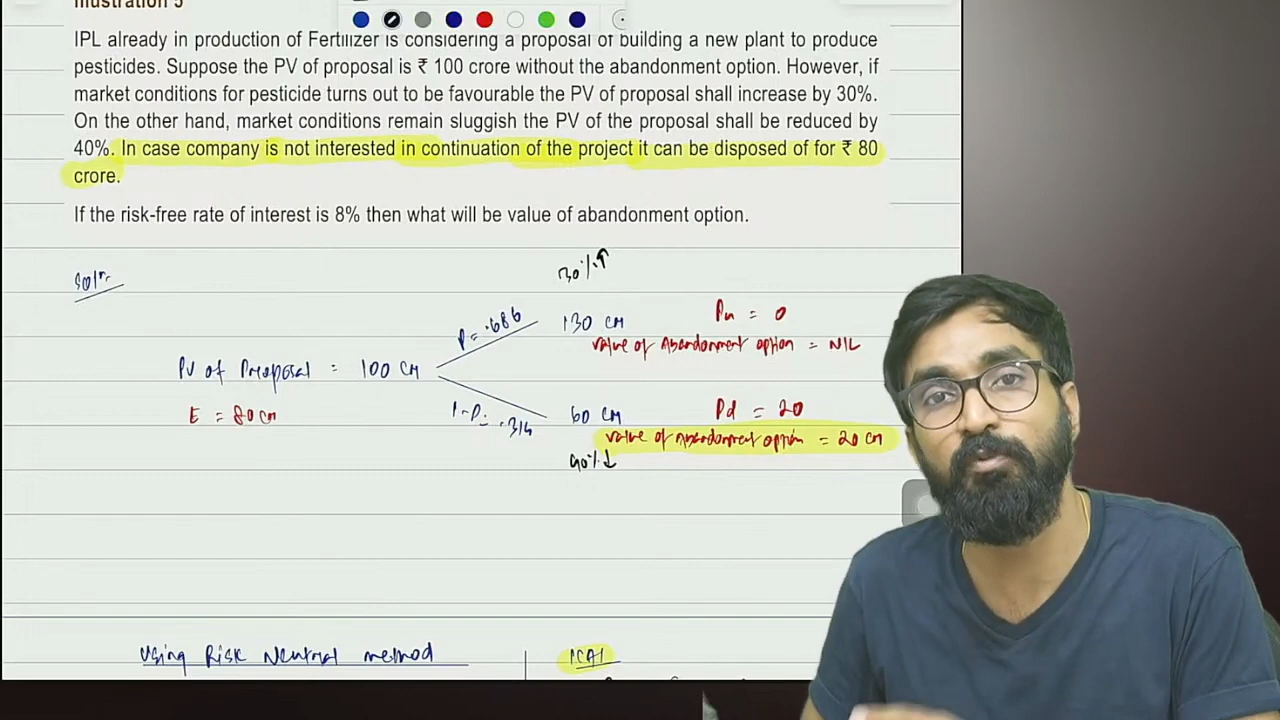 Illustration 5
IPL already in production of Fertilizer is considering a proposal of building a new plant to produce
pesticides. Suppose the PV of proposal is ₹ 100 crore without the abandonment option. However, if
market conditions for pesticide turns out to be favourable the PV of proposal shall increase by 30%.
On the other hand, market conditions remain sluggish the PV of the proposal shall be reduced by
40%. In case company is not interested in continuation of the project it can be disposed of for ₹ 80
crore.
If the risk-free rate of interest is 8% then what will be value of abandonment option.
Soln
30%↑
P = .686
130 cr
Pu = 0
value of Abandonment option = NIL
PV of Proposal = 100 cr
E = 80 cr
1-P = .314
60 cr
Pd = 20
value of Abandonment option = 20 cr
40%↓
Using Risk Neutral method
ICAI